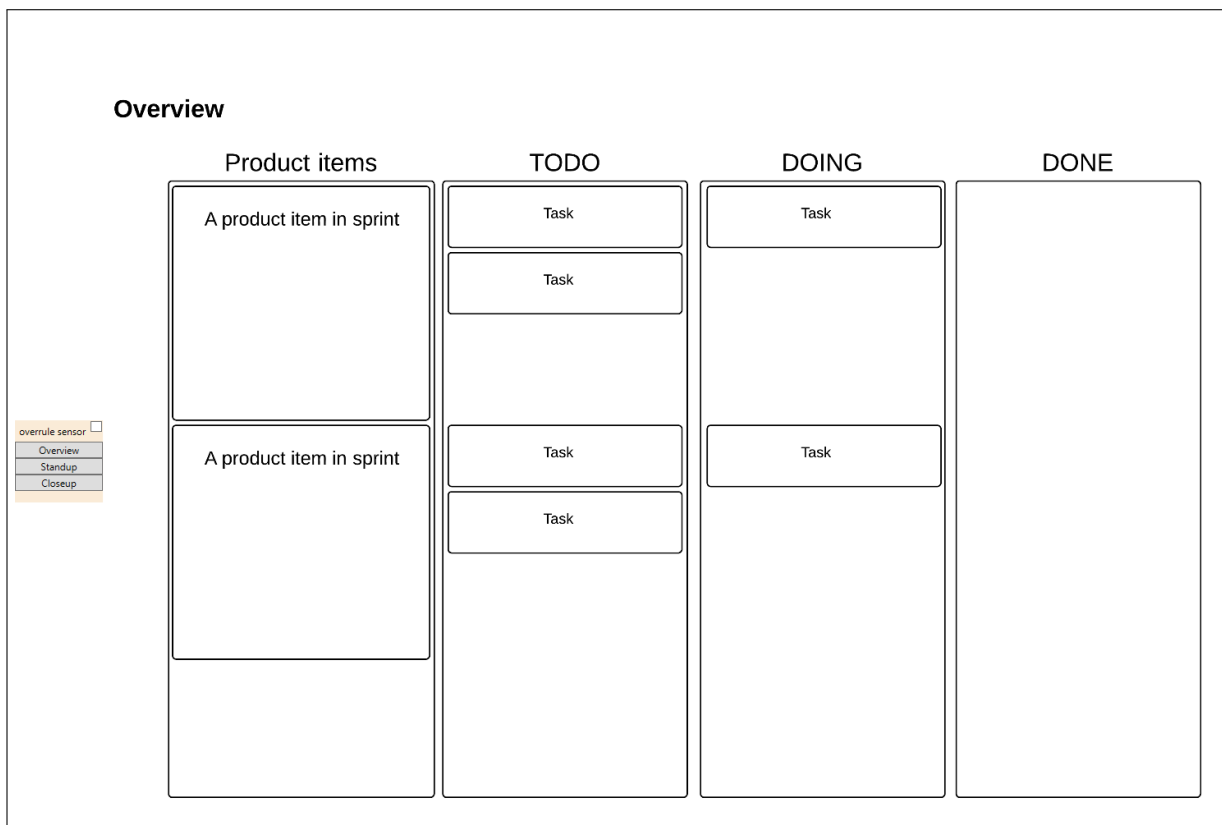 Overview
Product items
TODO
DOING
DONE
A product item in sprint
Task
Task
Task
overrule sensor
Overview
Standup
Closeup
A product item in sprint
Task
Task
Task